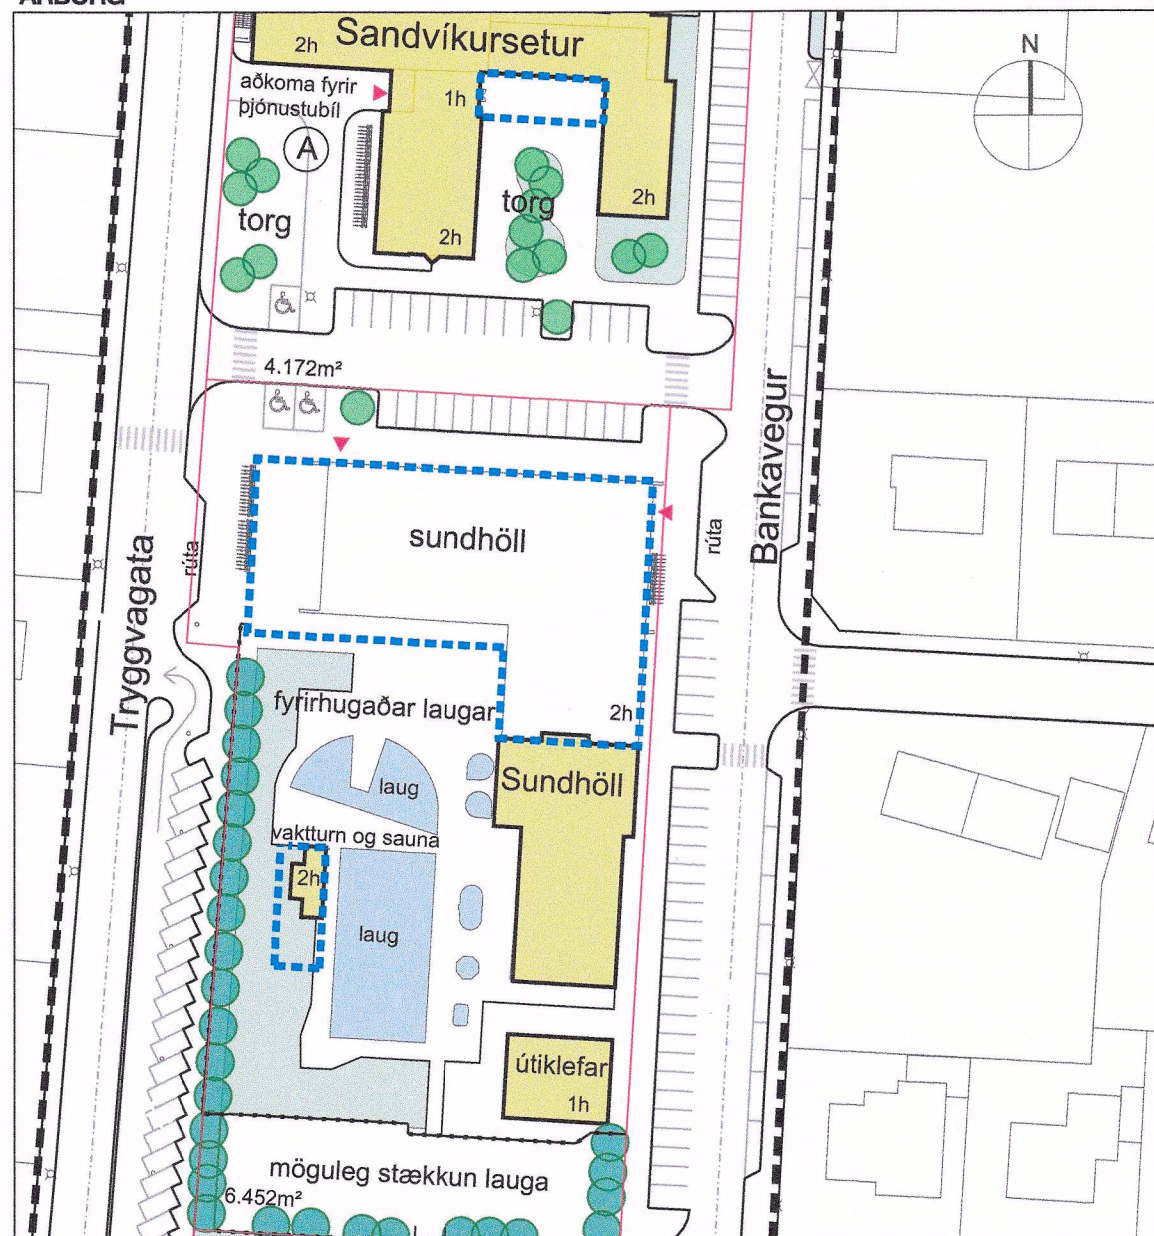 ÁRBORG
Sandvíkursetur
2h
aðkoma fyrir
þjónustubíl
1h
N
A
torg
torg
2h
2h
4.172m²
Bankavegur
Tryggvagata
rúta
sundhöll
rúta
fyrirhugaðar laugar
2h
laug
Sundhöll
vaktturn og sauna
2h
laug
útiklefar
1h
möguleg stækkun lauga
6.452m²